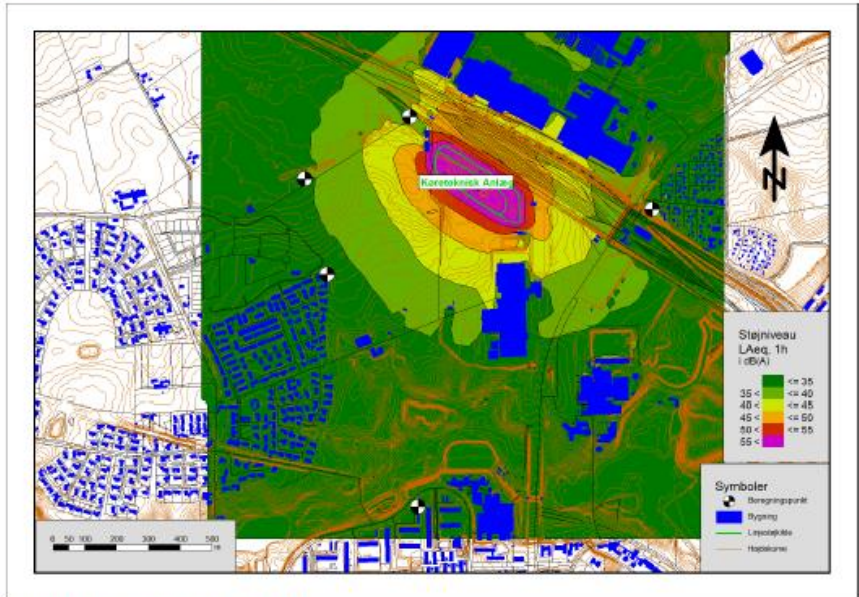 Køreteknisk Anlæg
N
Støjniveau
LAeq, 1h
i dB(A)
<= 35
35 < <= 40
40 < <= 45
45 < <= 50
50 < <= 55
55 <
Symboler
Beregningspunkt
Bygning
Linjestøjkilde
Højdekurve
0 50 100 200 300 400 500
m